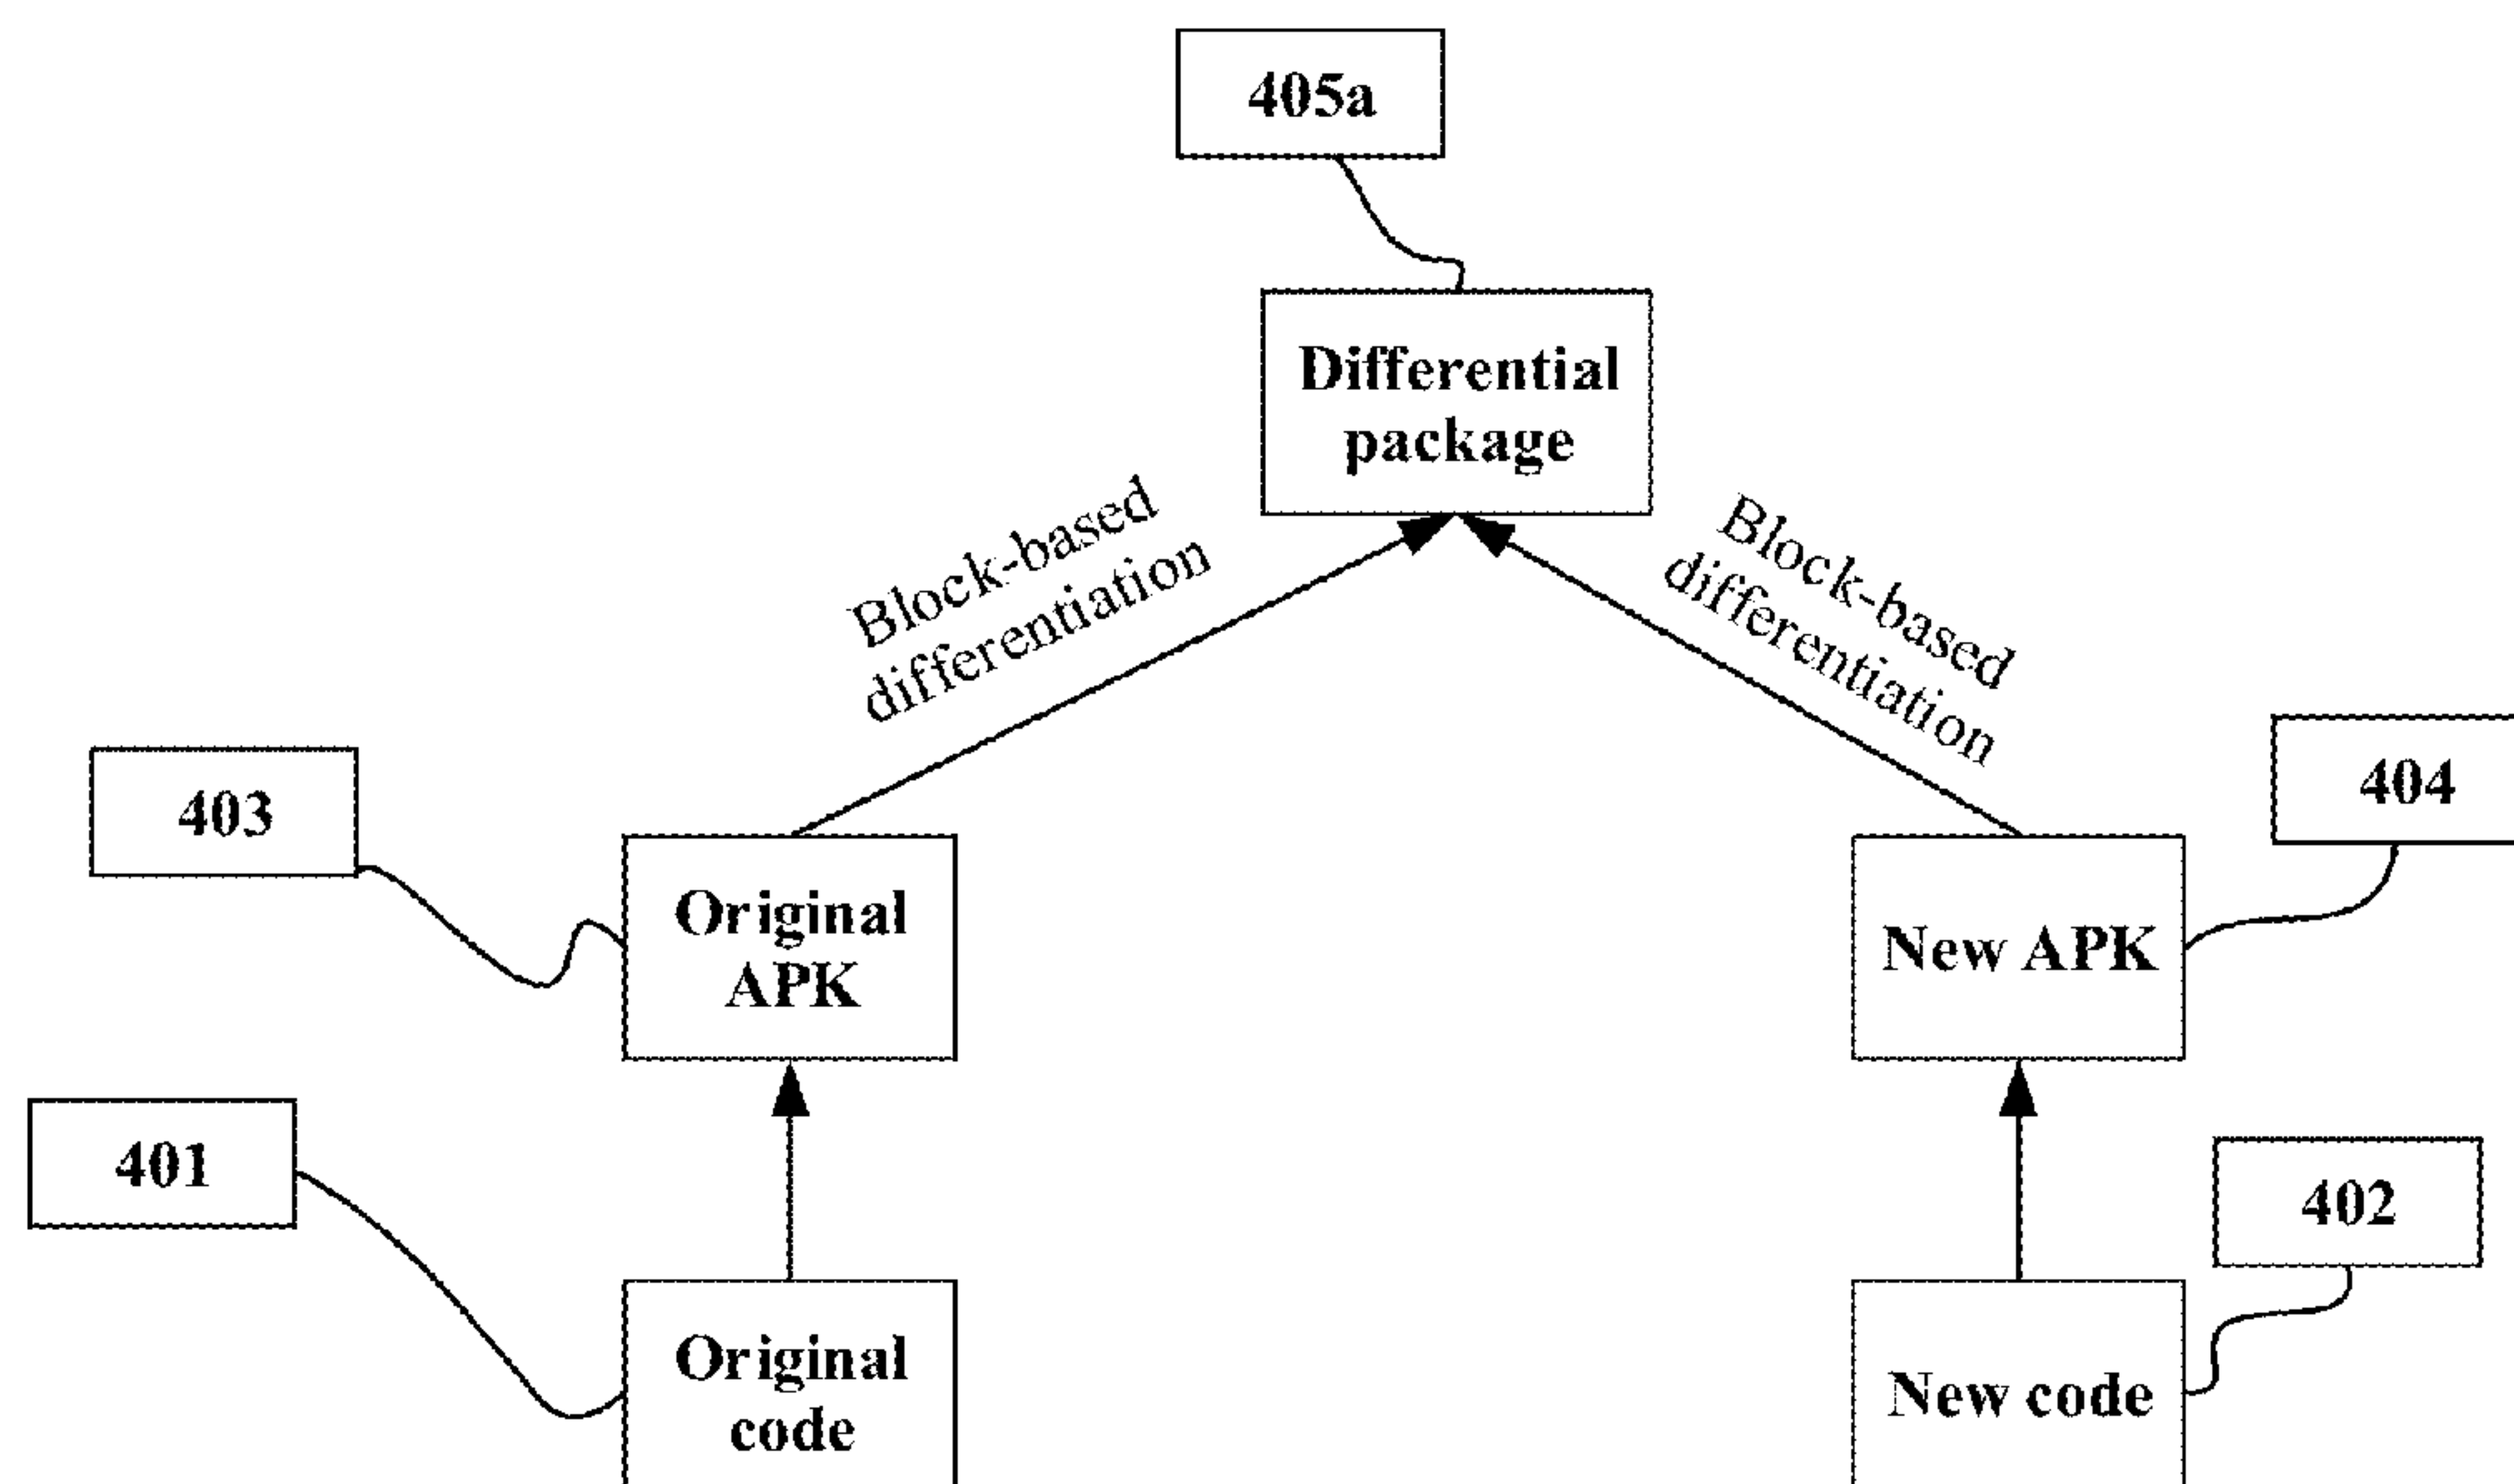 405a
Differential
package
Block-based
differentiation
Block-based
differentiation
403
404
Original
APK
New APK
401
402
Original
code
New code